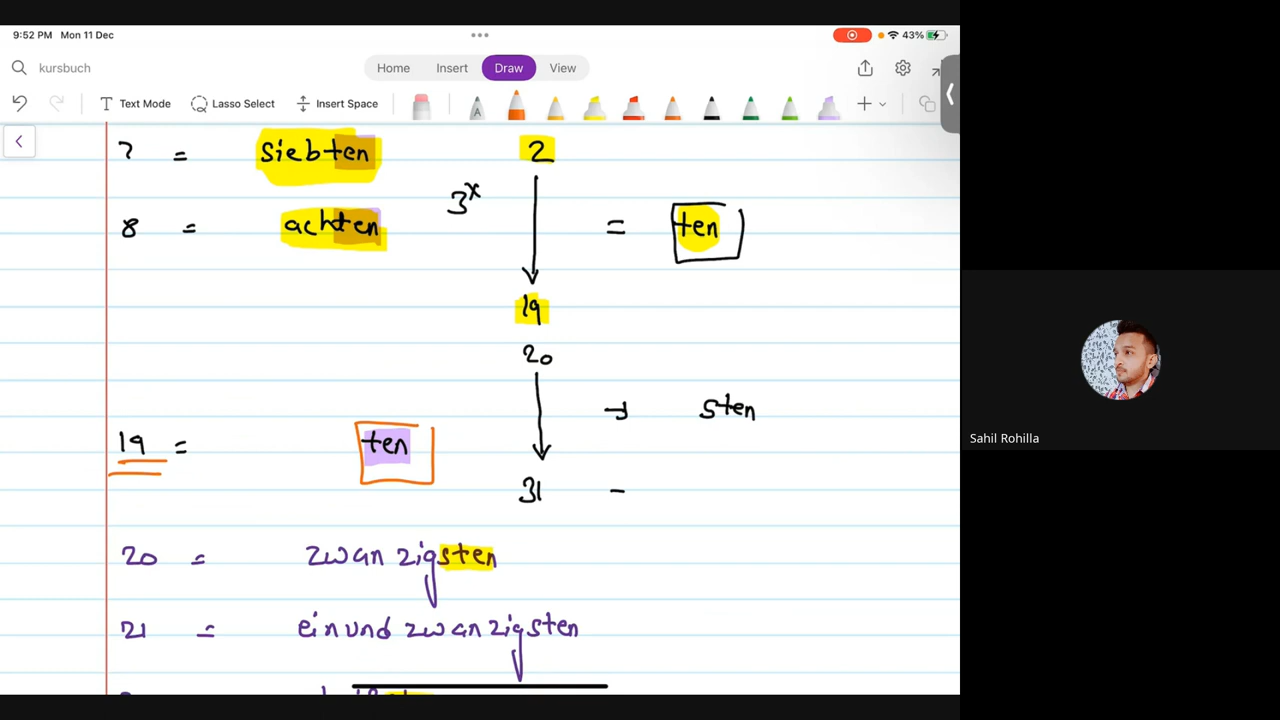 9:52 PM Mon 11 Dec
43%
kursbuch
Home Insert Draw View
Text Mode Lasso Select Insert Space
7 = siebten 2
3x
8 = achten = ten
19
20
→ sten
19 = ten
31 -
20 = zwanzigsten
21 = einundzwanzigsten
Sahil Rohilla